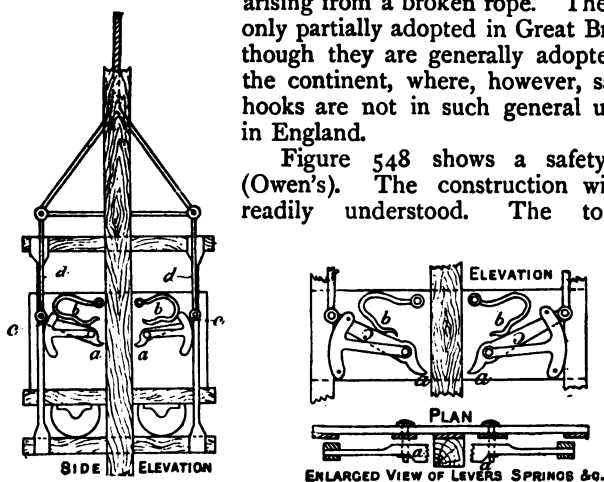 arising from a broken rope. The
only partially adopted in Great Br
though they are generally adopte
the continent, where, however, sa
hooks are not in such general u
in England.
Figure 548 shows a safety
(Owen's). The construction wi
readily understood. The to
d d
b b
c c
a a
SIDE ELEVATION
ELEVATION
b b
c c
a a
PLAN
a a
ENLARGED VIEW OF LEVERS SPRINGS &c.